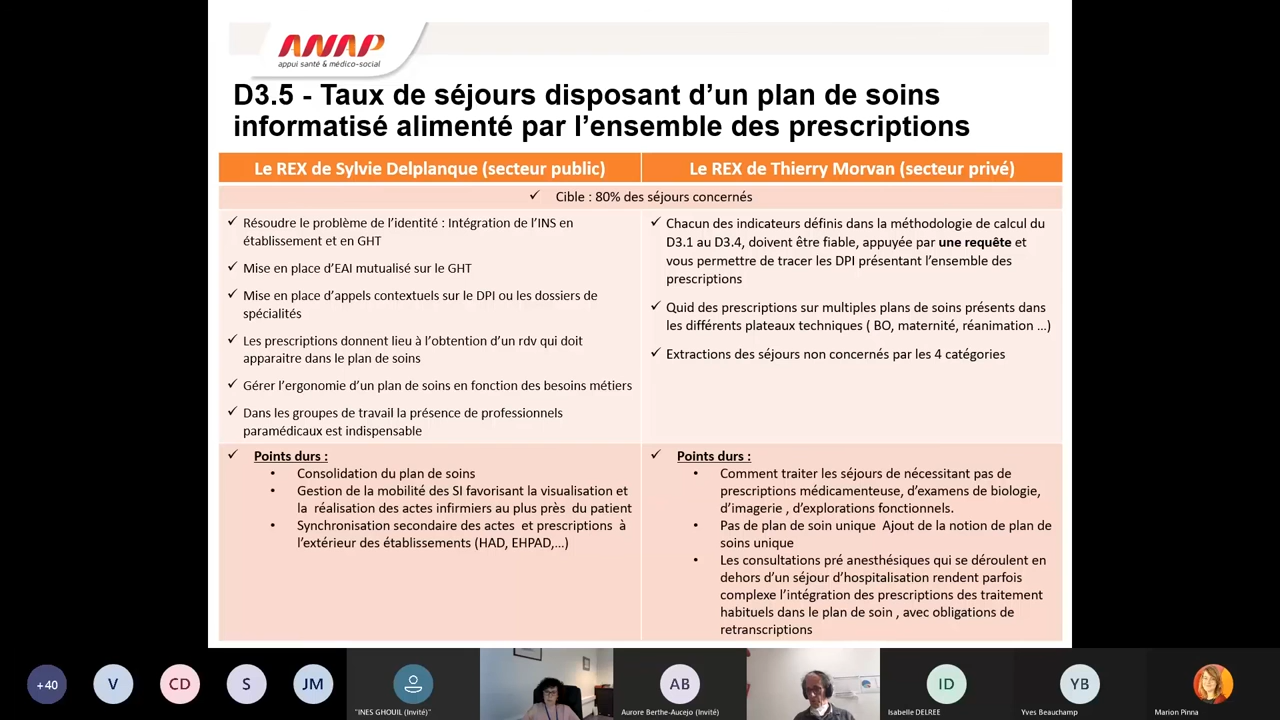 ANAP
appui santé & médico-social
D3.5 - Taux de séjours disposant d’un plan de soins
informatisé alimenté par l’ensemble des prescriptions
Le REX de Sylvie Delplanque (secteur public)
Le REX de Thierry Morvan (secteur privé)
✓ Cible : 80% des séjours concernés
✓ Résoudre le problème de l’identité : Intégration de l’INS en
établissement et en GHT
✓ Mise en place d’EAI mutualisé sur le GHT
✓ Mise en place d’appels contextuels sur le DPI ou les dossiers de
spécialités
✓ Les prescriptions donnent lieu à l’obtention d’un rdv qui doit
apparaitre dans le plan de soins
✓ Gérer l’ergonomie d’un plan de soins en fonction des besoins métiers
✓ Dans les groupes de travail la présence de professionnels
paramédicaux est indispensable
✓ Chacun des indicateurs définis dans la méthodologie de calcul du
D3.1 au D3.4, doivent être fiable, appuyée par une requête et
vous permettre de tracer les DPI présentant l’ensemble des
prescriptions
✓ Quid des prescriptions sur multiples plans de soins présents dans
les différents plateaux techniques ( BO, maternité, réanimation ...)
✓ Extractions des séjours non concernés par les 4 catégories
✓ Points durs :
• Consolidation du plan de soins
• Gestion de la mobilité des SI favorisant la visualisation et
la réalisation des actes infirmiers au plus près du patient
• Synchronisation secondaire des actes et prescriptions à
l’extérieur des établissements (HAD, EHPAD,...)
✓ Points durs :
• Comment traiter les séjours de nécessitant pas de
prescriptions médicamenteuse, d’examens de biologie,
d’imagerie , d’explorations fonctionnels.
• Pas de plan de soin unique Ajout de la notion de plan de
soins unique
• Les consultations pré anesthésiques qui se déroulent en
dehors d’un séjour d’hospitalisation rendent parfois
complexe l’intégration des prescriptions des traitement
habituels dans le plan de soin , avec obligations de
retranscriptions
+40
V
CD
S
JM
"INES GHOUIL (Invité)"
AB
Aurore Berthe-Aucejo (Invité)
ID
Isabelle DELREE
YB
Yves Beauchamp
Marion Pinna